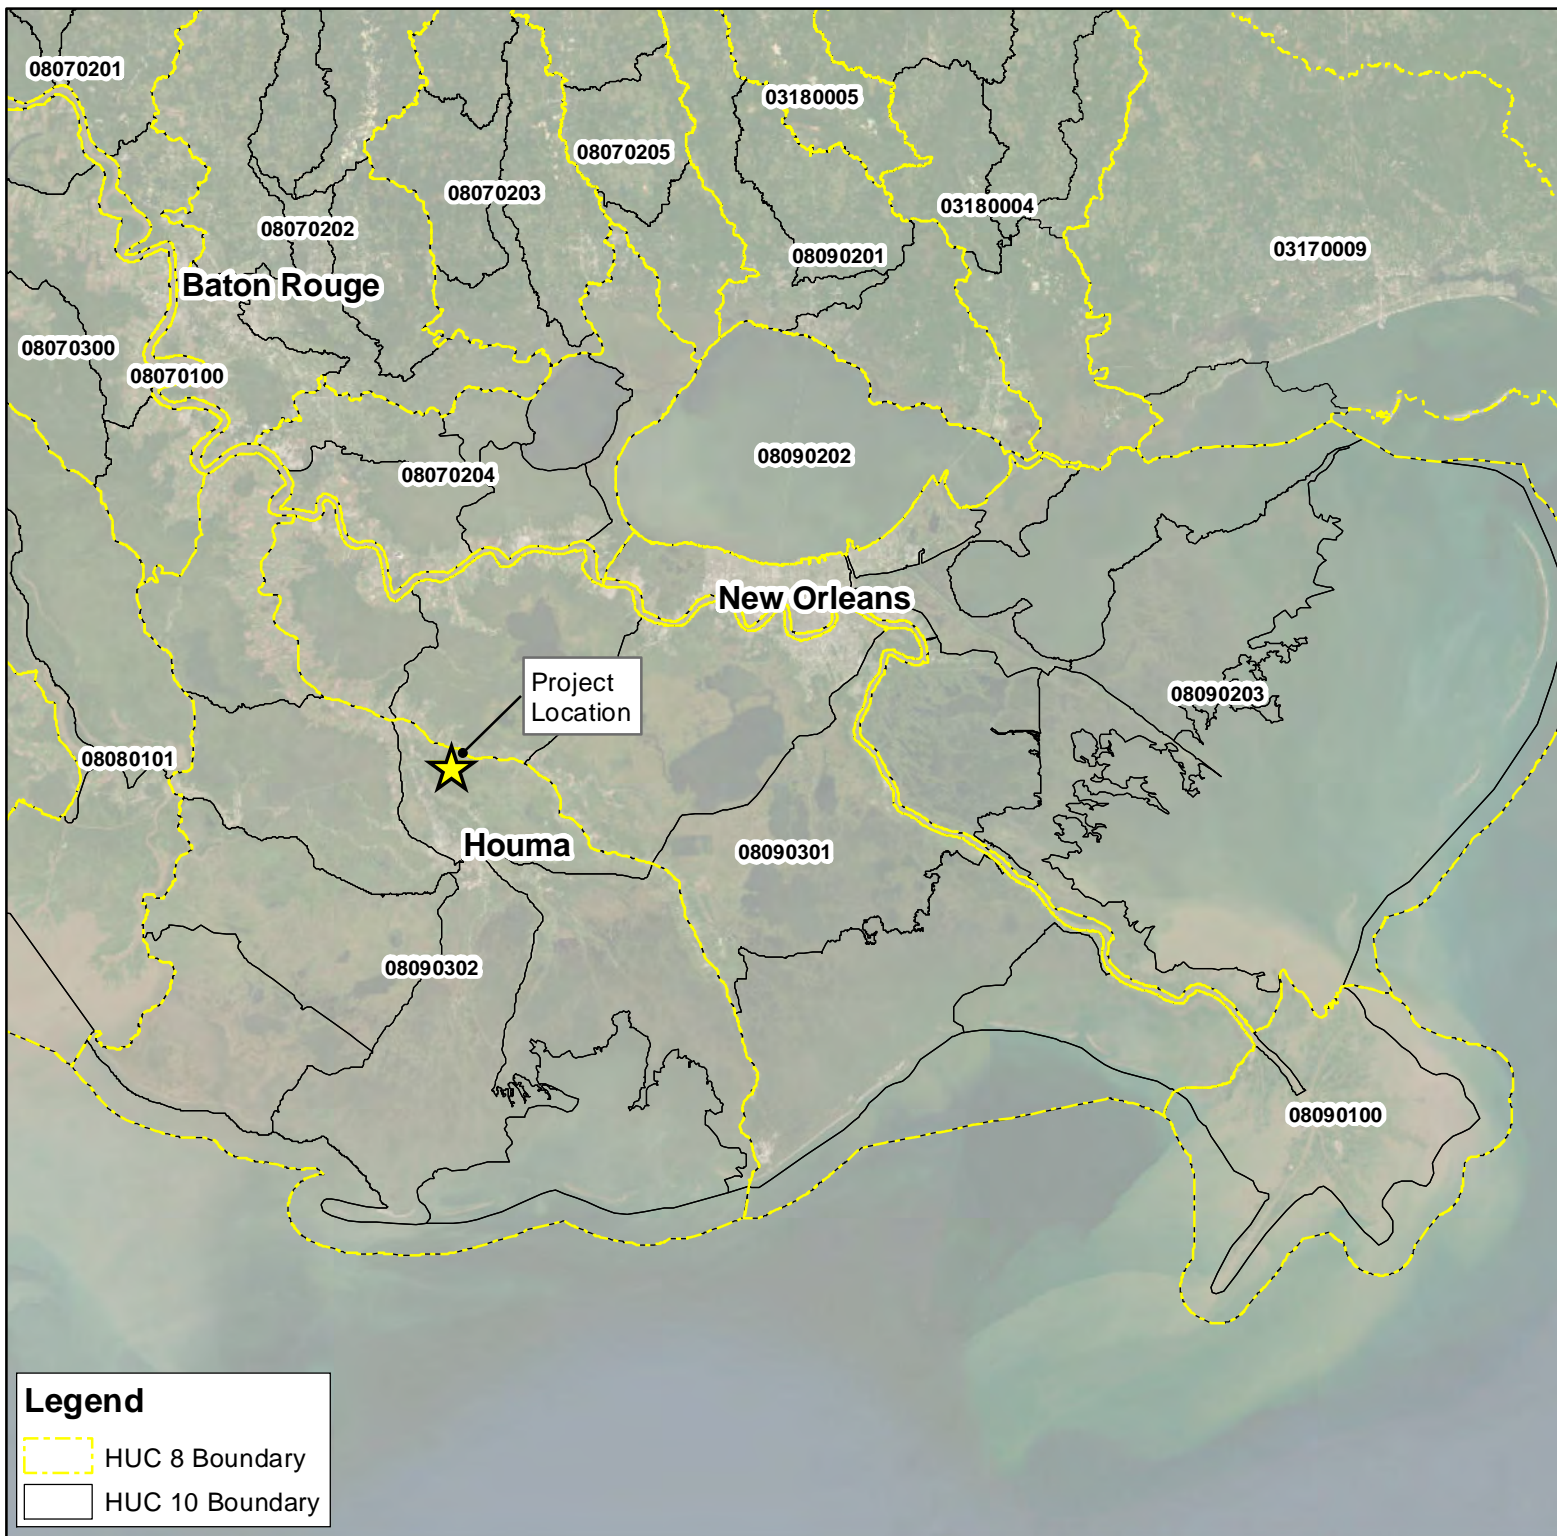 08070201
03180005
08070205
08070203
03180004
08070202
08090201
03170009
Baton Rouge
08070300
08070100
08090202
08070204
New Orleans
Project
Location
08090203
08080101
Houma
08090301
08090302
08090100
Legend
HUC 8 Boundary
HUC 10 Boundary